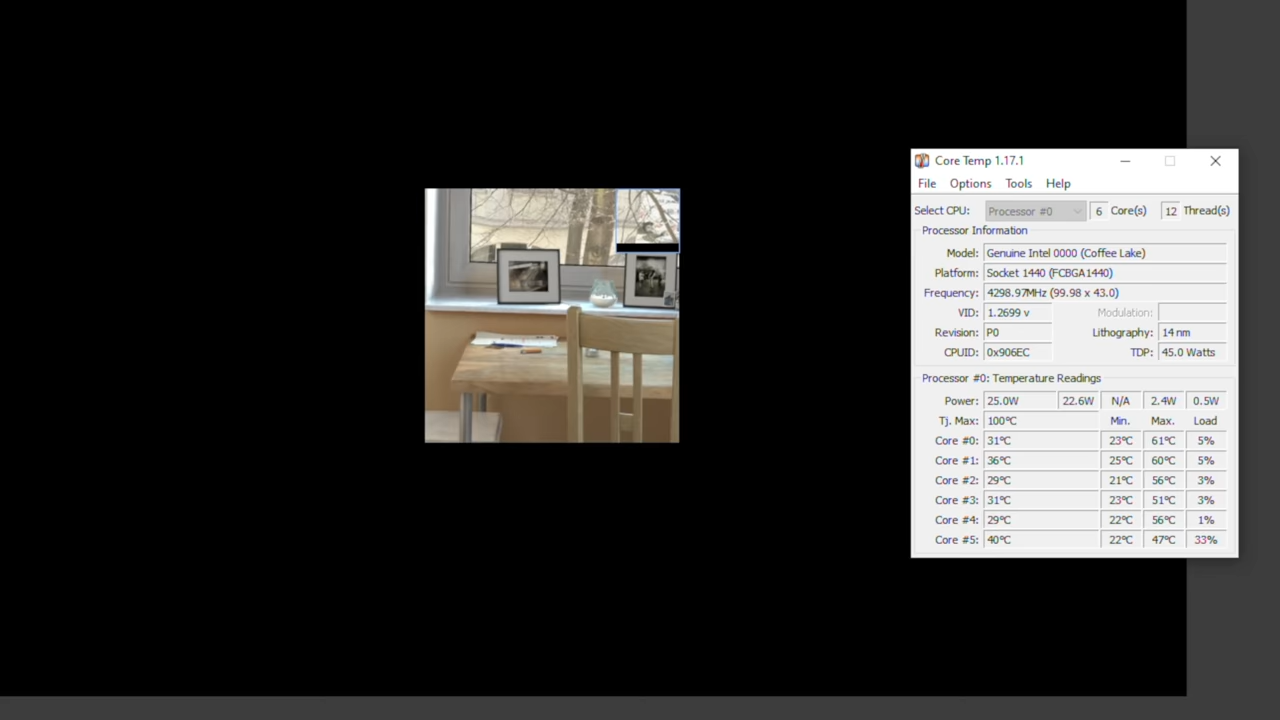 Core Temp 1.17.1
File Options Tools Help
Select CPU: Processor #0 6 Core(s) 12 Thread(s)
Processor Information
Model: Genuine Intel 0000 (Coffee Lake)
Platform: Socket 1440 (FCBGA1440)
Frequency: 4298.97MHz (99.98 x 43.0)
VID: 1.2699 v Modulation:
Revision: P0 Lithography: 14 nm
CPUID: 0x906EC TDP: 45.0 Watts
Processor #0: Temperature Readings
Power: 25.0W 22.6W N/A 2.4W 0.5W
Tj. Max: 100°C Min. Max. Load
Core #0: 31°C 23°C 61°C 5%
Core #1: 36°C 25°C 60°C 5%
Core #2: 29°C 21°C 56°C 3%
Core #3: 31°C 23°C 51°C 3%
Core #4: 29°C 22°C 56°C 1%
Core #5: 40°C 22°C 47°C 33%